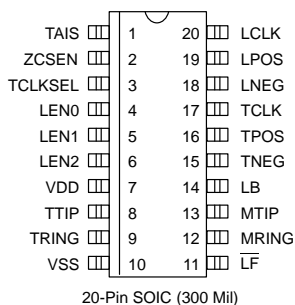 TAIS 1 20 LCLK
ZCSEN 2 19 LPOS
TCLKSEL 3 18 LNEG
LEN0 4 17 TCLK
LEN1 5 16 TPOS
LEN2 6 15 TNEG
VDD 7 14 LB
TTIP 8 13 MTIP
TRING 9 12 MRING
VSS 10 11 L̅F̅
20-Pin SOIC (300 Mil)